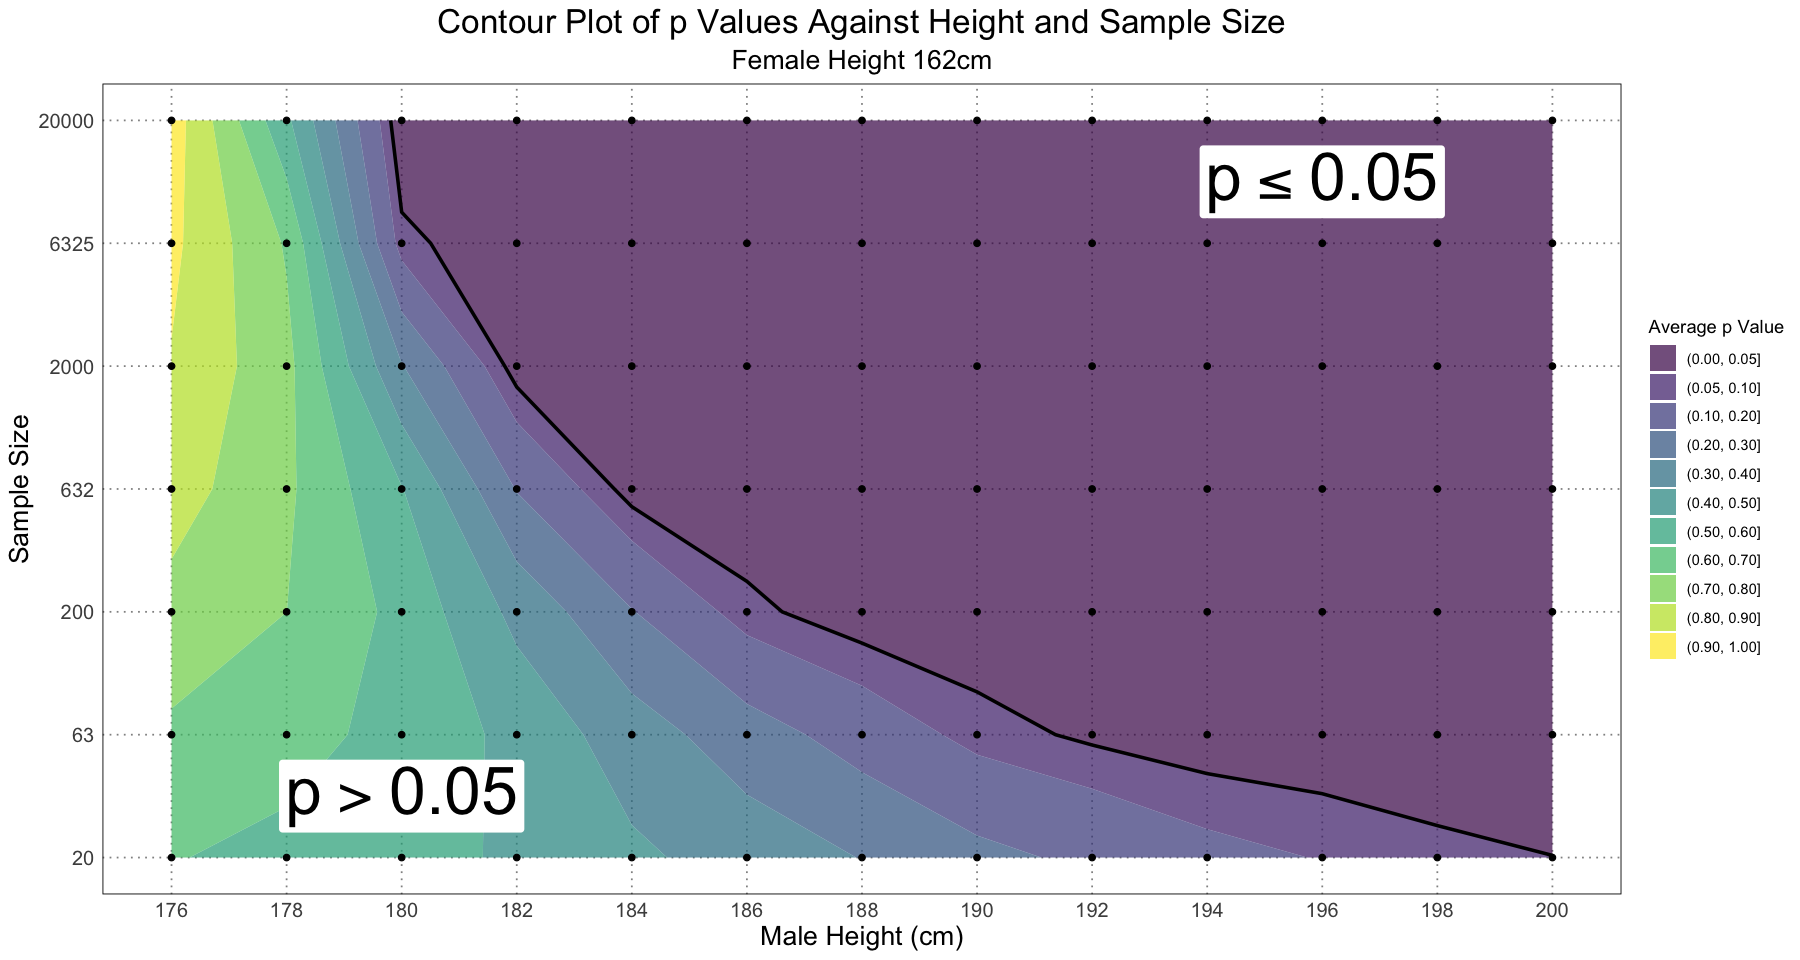 Contour Plot of p Values Against Height and Sample Size
Female Height 162cm
Sample Size
20000
6325
2000
632
200
63
20
p ≤ 0.05
p > 0.05
176 178 180 182 184 186 188 190 192 194 196 198 200
Male Height (cm)
Average p Value
(0.00, 0.05]
(0.05, 0.10]
(0.10, 0.20]
(0.20, 0.30]
(0.30, 0.40]
(0.40, 0.50]
(0.50, 0.60]
(0.60, 0.70]
(0.70, 0.80]
(0.80, 0.90]
(0.90, 1.00]